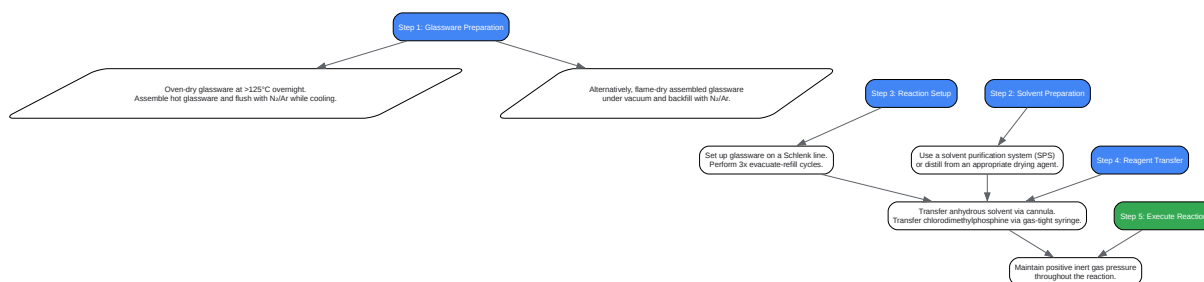 Step 1: Glassware Preparation
Oven-dry glassware at >125°C overnight.
Assemble hot glassware and flush with N₂/Ar while cooling.
Alternatively, flame-dry assembled glassware
under vacuum and backfill with N₂/Ar.
Step 3: Reaction Setup
Step 2: Solvent Preparation
Set up glassware on a Schlenk line.
Perform 3x evacuate-refill cycles.
Use a solvent purification system (SPS)
or distill from an appropriate drying agent.
Step 4: Reagent Transfer
Transfer anhydrous solvent via cannula.
Transfer chlorodimethylphosphine via gas-tight syringe.
Step 5: Execute Reaction
Maintain positive inert gas pressure
throughout the reaction.